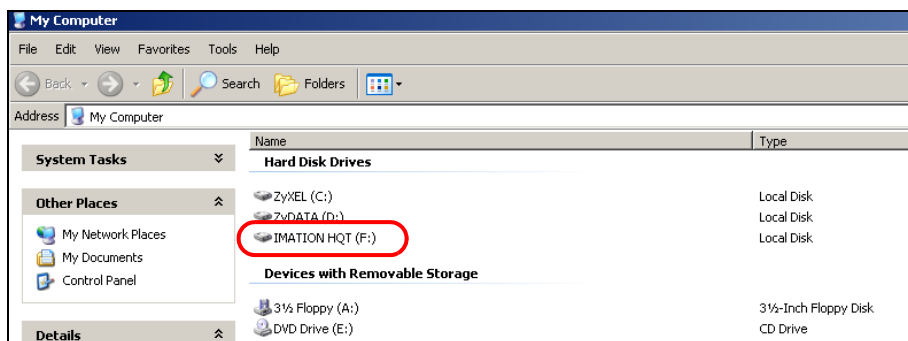 My Computer
File Edit View Favorites Tools Help
Back Search Folders
Address My Computer
Name Type
System Tasks
Hard Disk Drives
ZyXEL (C:) Local Disk
Other Places
ZyDATA (D:) Local Disk
My Network Places
IMATION HQT (F:) Local Disk
My Documents
Devices with Removable Storage
Control Panel
3½ Floppy (A:) 3½-Inch Floppy Disk
Details
DVD Drive (E:) CD Drive